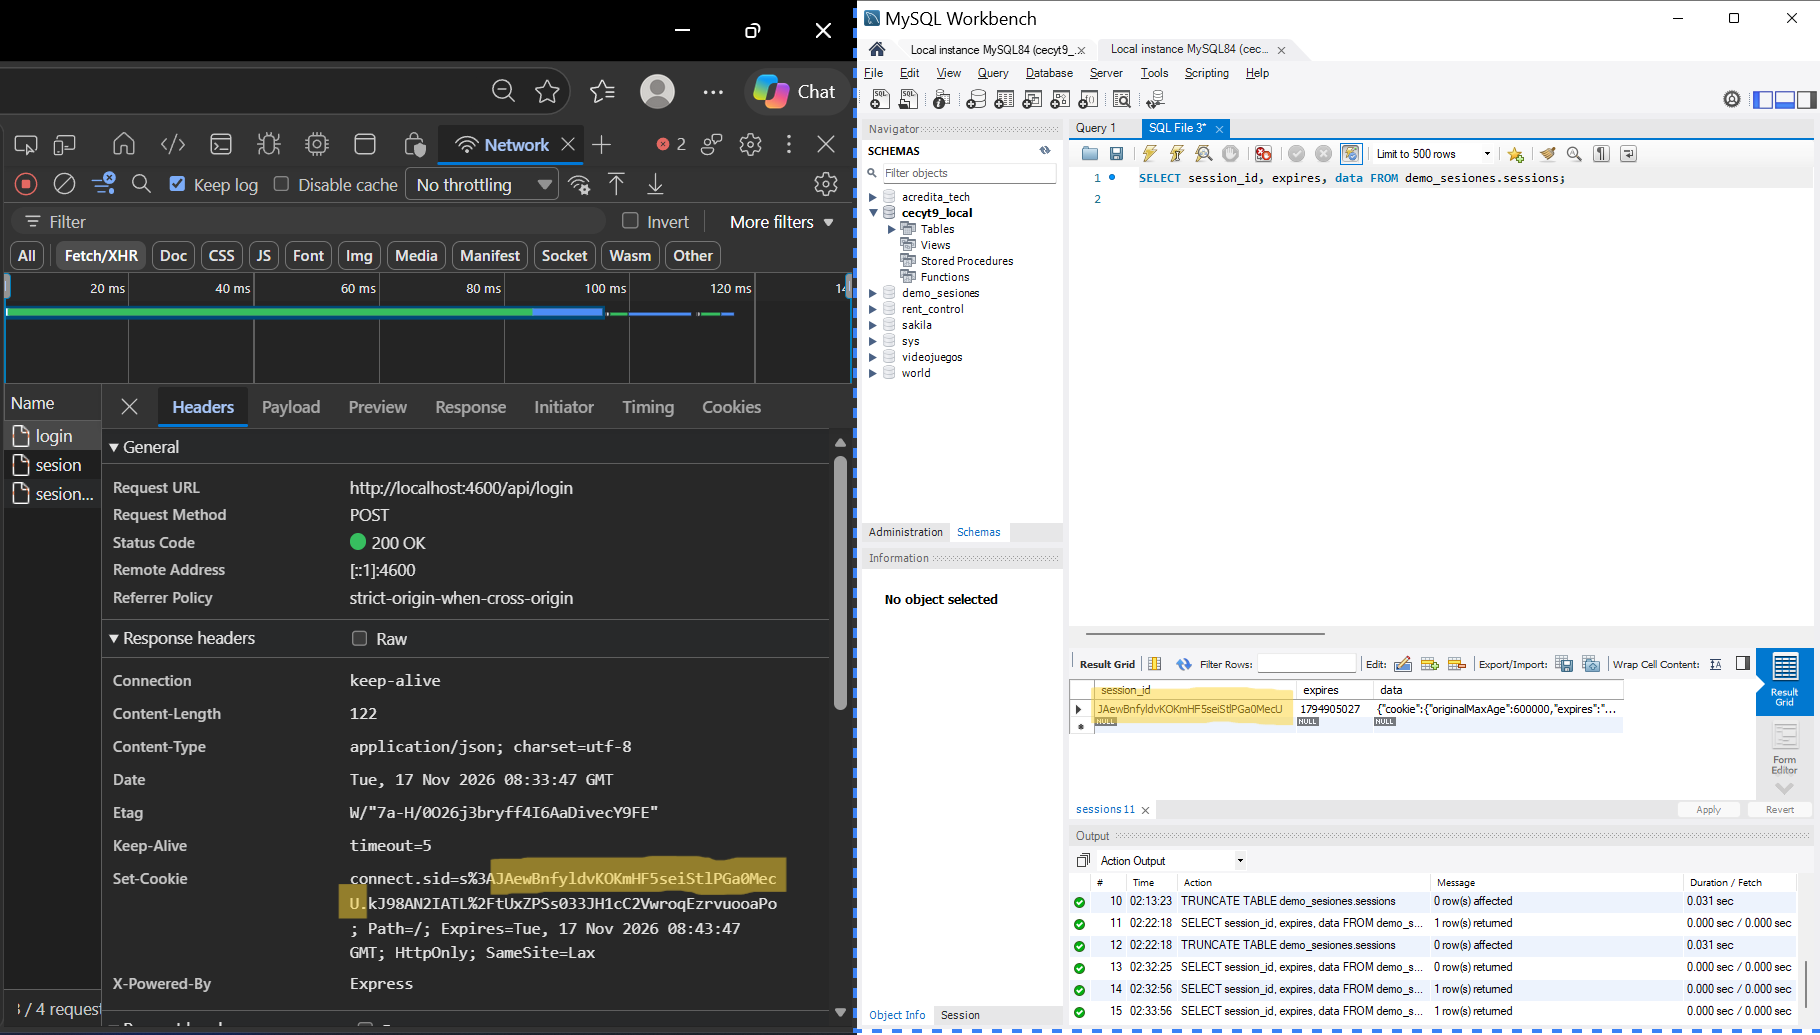 Chat
Network
2
Keep log
Disable cache
No throttling
Filter
Invert
More filters
All
Fetch/XHR
Doc
CSS
JS
Font
Img
Media
Manifest
Socket
Wasm
Other
20 ms
40 ms
60 ms
80 ms
100 ms
120 ms
14
Name
Headers
Payload
Preview
Response
Initiator
Timing
Cookies
login
sesion
sesion...
General
Request URL
http://localhost:4600/api/login
Request Method
POST
Status Code
200 OK
Remote Address
[::1]:4600
Referrer Policy
strict-origin-when-cross-origin
Response headers
Raw
Connection
keep-alive
Content-Length
122
Content-Type
application/json; charset=utf-8
Date
Tue, 17 Nov 2026 08:33:47 GMT
Etag
W/"7a-H/0O26j3bryff4I6AaDivecY9FE"
Keep-Alive
timeout=5
Set-Cookie
connect.sid=s%3AJAewBnfyldvKOKmHF5seiStlPGa0Mec
U.kJ98AN2IATL%2FtUxZPSs033JH1cC2VwroqEzrvuooaPo
; Path=/; Expires=Tue, 17 Nov 2026 08:43:47
GMT; HttpOnly; SameSite=Lax
X-Powered-By
Express
3 / 4 request
MySQL Workbench
Local instance MySQL84 (cecyt9_...
Local instance MySQL84 (cec...
File
Edit
View
Query
Database
Server
Tools
Scripting
Help
Navigator
SCHEMAS
Filter objects
acredita_tech
cecyt9_local
Tables
Views
Stored Procedures
Functions
demo_sesiones
rent_control
sakila
sys
videojuegos
world
Administration
Schemas
Information
No object selected
Object Info
Session
Query 1
SQL File 3*
Limit to 500 rows
1
SELECT session_id, expires, data FROM demo_sesiones.sessions;
2
Result Grid
Filter Rows:
Edit:
Export/Import:
Wrap Cell Content:
session_id
expires
data
JAewBnfyldvKOKmHF5seiStlPGa0MecU
1794905027
{"cookie":{"originalMaxAge":600000,"expires":"...
NULL
NULL
NULL
Result
Grid
Form
Editor
sessions 11
Apply
Revert
Output
Action Output
#
Time
Action
Message
Duration / Fetch
10 02:13:23 TRUNCATE TABLE demo_sesiones.sessions 0 row(s) affected 0.031 sec
11 02:22:18 SELECT session_id, expires, data FROM demo_s... 1 row(s) returned 0.000 sec / 0.000 sec
12 02:22:18 TRUNCATE TABLE demo_sesiones.sessions 0 row(s) affected 0.031 sec
13 02:32:25 SELECT session_id, expires, data FROM demo_s... 0 row(s) returned 0.000 sec / 0.000 sec
14 02:32:56 SELECT session_id, expires, data FROM demo_s... 1 row(s) returned 0.000 sec / 0.000 sec
15 02:33:56 SELECT session_id, expires, data FROM demo_s... 1 row(s) returned 0.000 sec / 0.000 sec